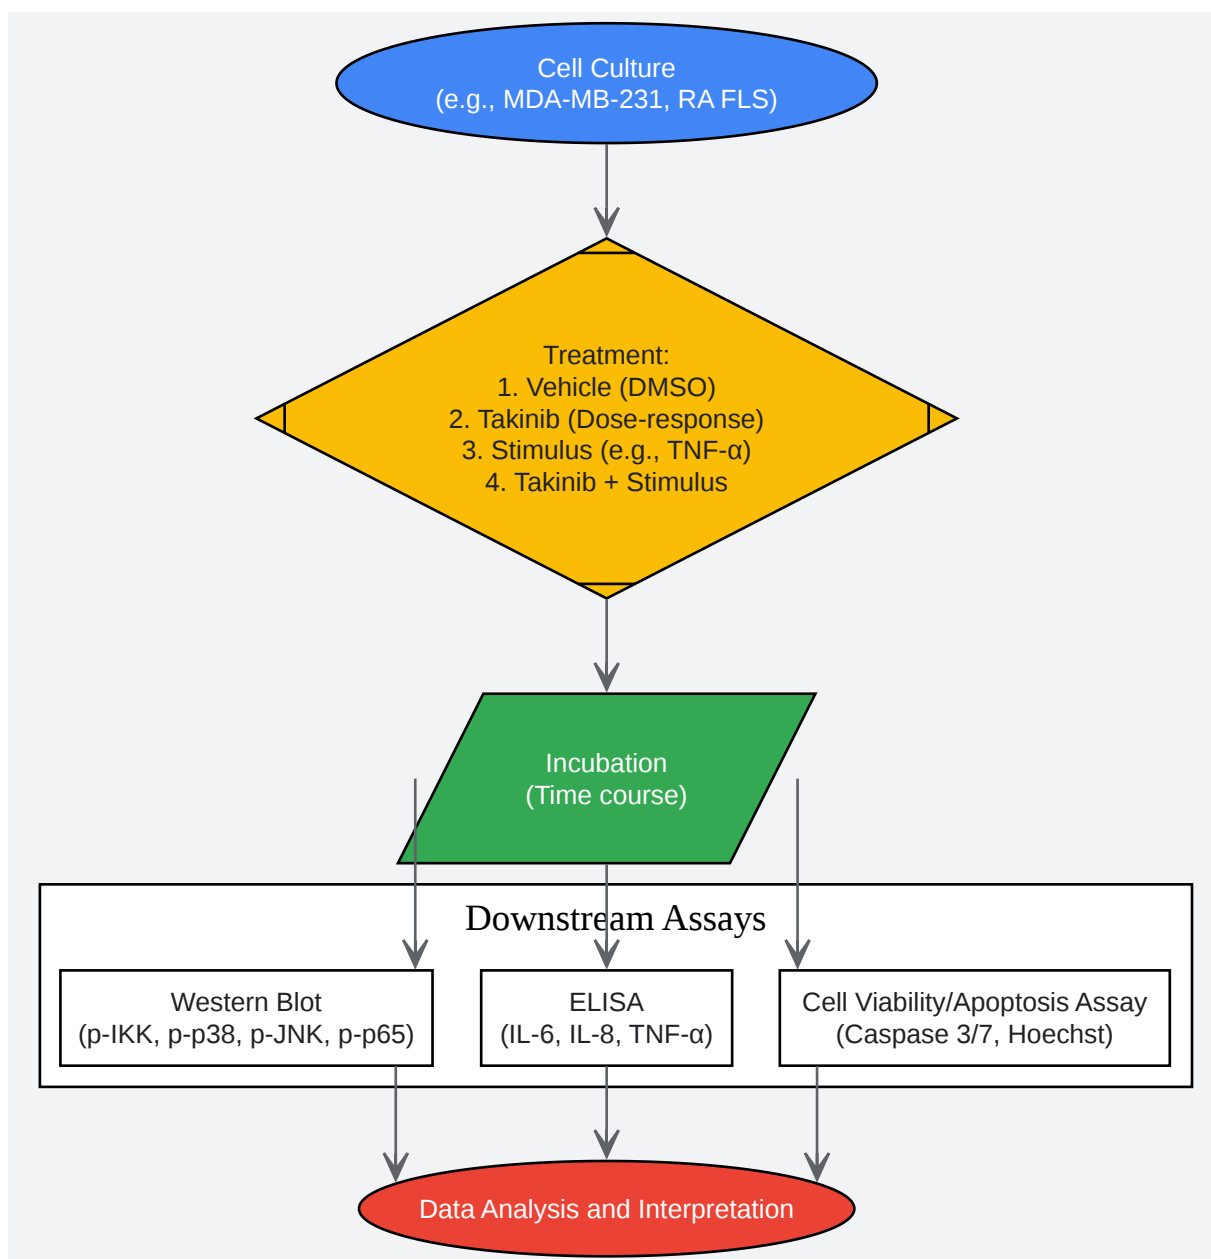 Cell Culture
(e.g., MDA-MB-231, RA FLS)
Treatment:
1. Vehicle (DMSO)
2. Takinib (Dose-response)
3. Stimulus (e.g., TNF-α)
4. Takinib + Stimulus
Incubation
(Time course)
Downstream Assays
Western Blot
(p-IKK, p-p38, p-JNK, p-p65)
ELISA
(IL-6, IL-8, TNF-α)
Cell Viability/Apoptosis Assay
(Caspase 3/7, Hoechst)
Data Analysis and Interpretation